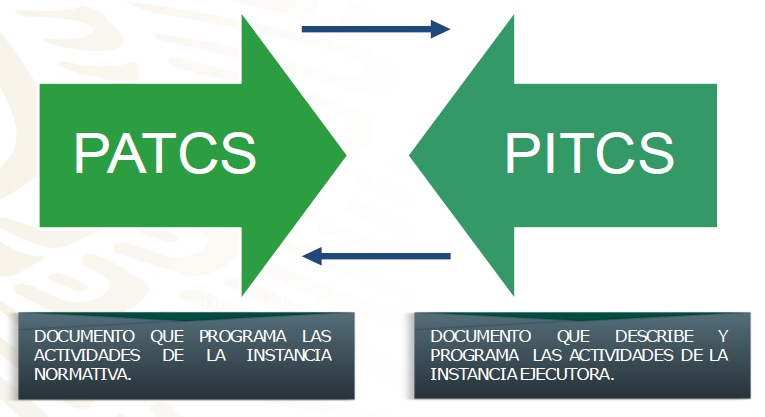 PATCS
PITCS
DOCUMENTO QUE PROGRAMA LAS
ACTIVIDADES DE LA INSTANCIA
NORMATIVA.
DOCUMENTO QUE DESCRIBE Y
PROGRAMA LAS ACTIVIDADES DE LA
INSTANCIA EJECUTORA.